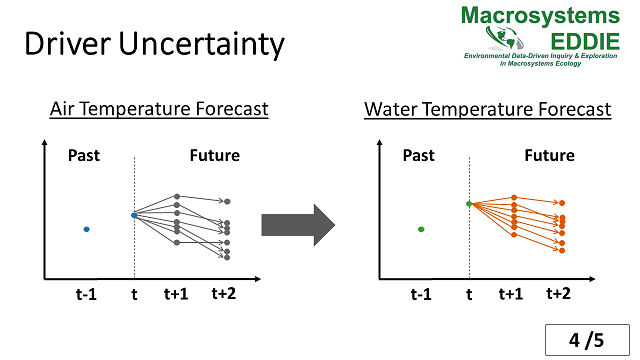 Driver Uncertainty
Macrosystems
EDDIE
Environmental Data-Driven Inquiry & Exploration
in Macrosystems Ecology
Air Temperature Forecast
Past
Future
t-1
t
t+1
t+2
Water Temperature Forecast
Past
Future
t-1
t
t+1
t+2
4 /5